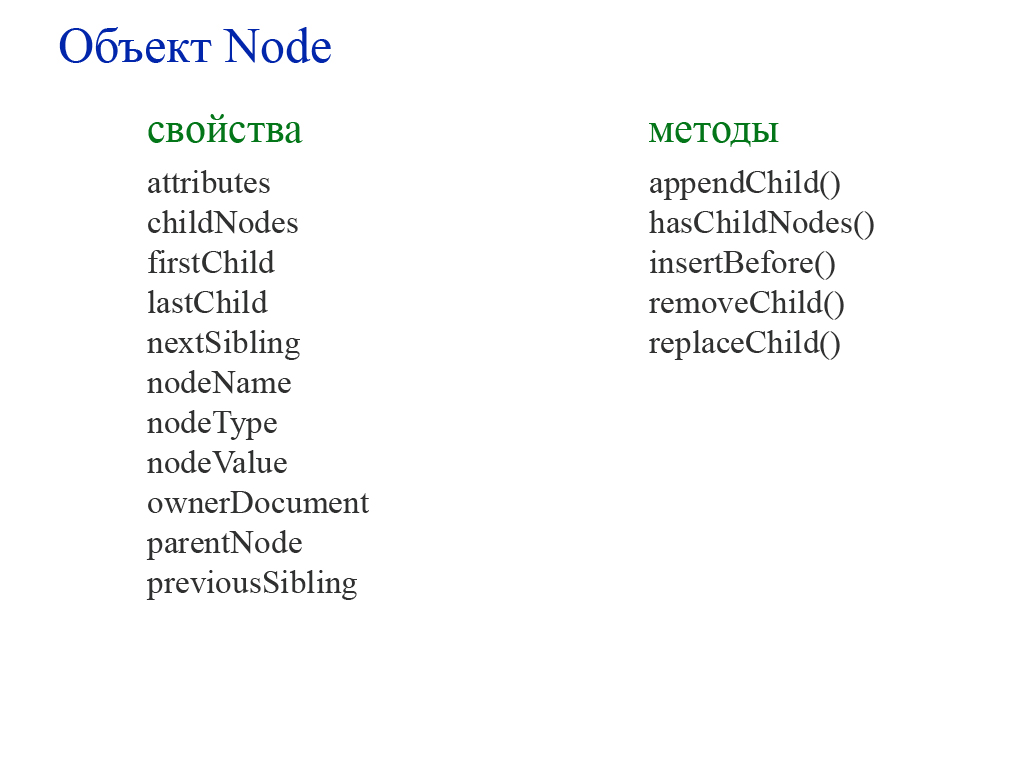 Объект Node
свойства
attributes
childNodes
firstChild
lastChild
nextSibling
nodeName
nodeType
nodeValue
ownerDocument
parentNode
previousSibling
методы
appendChild()
hasChildNodes()
insertBefore()
removeChild()
replaceChild()